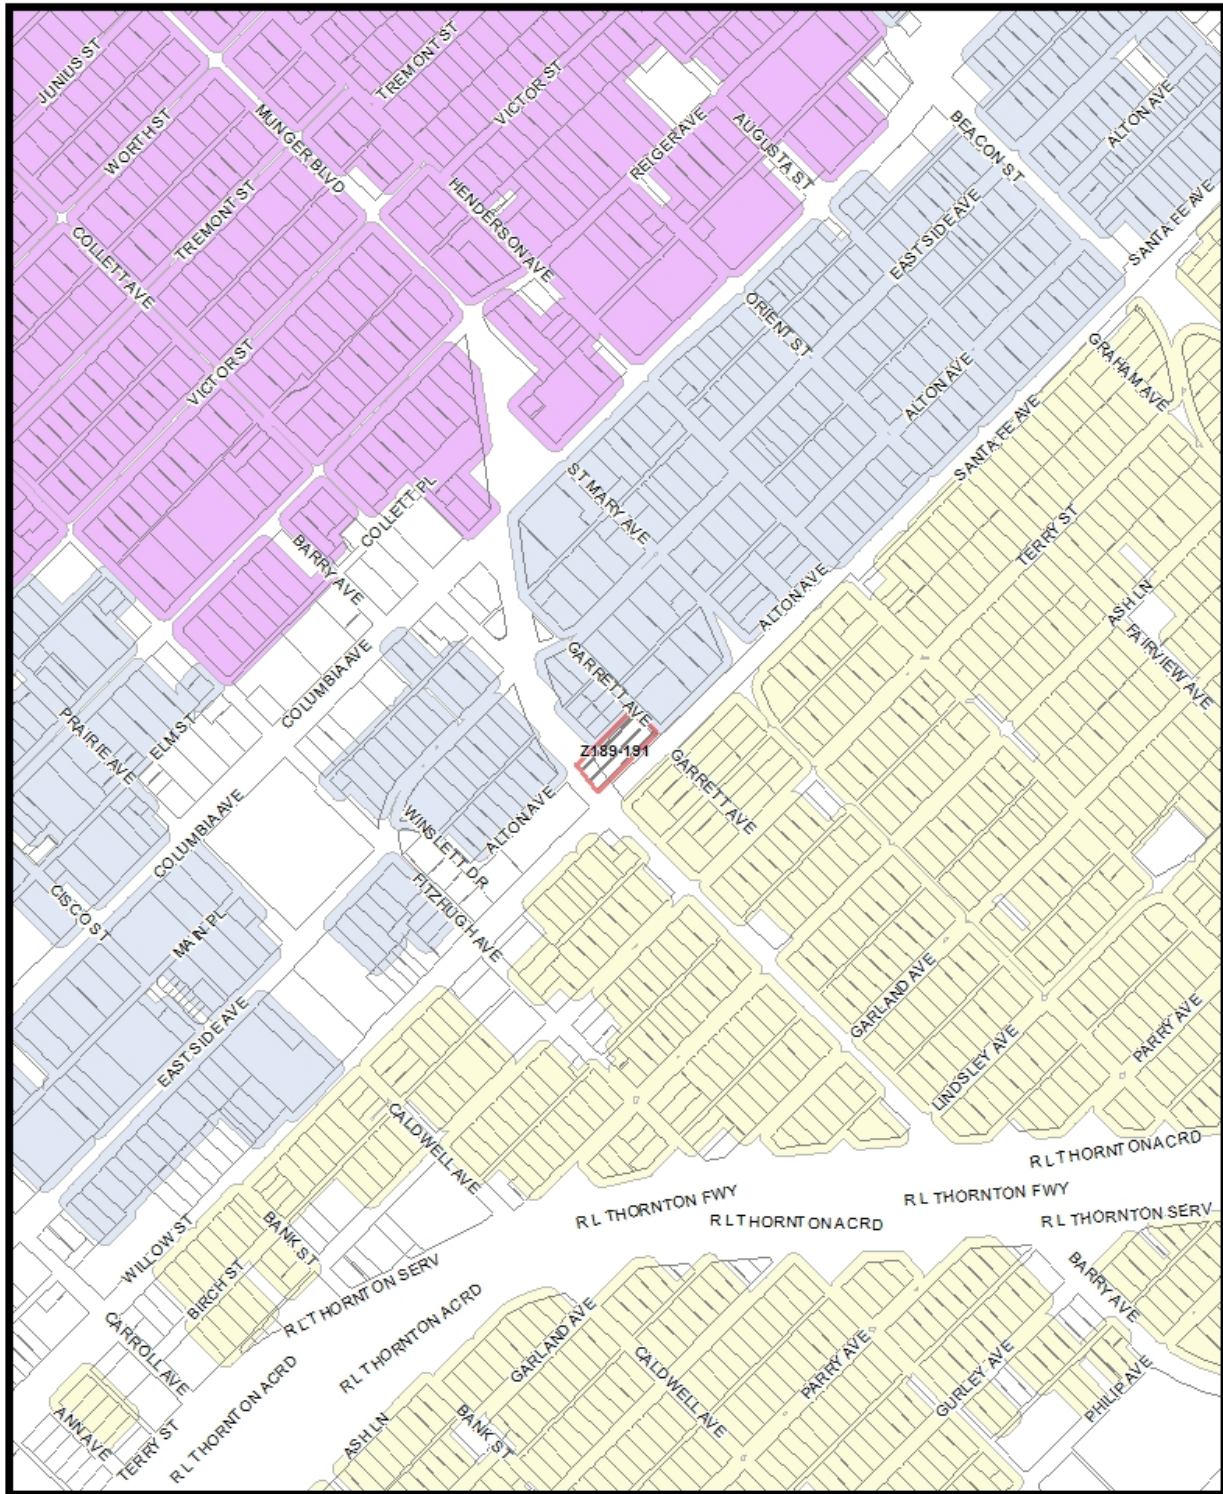 JUNIUS ST
TREMONT ST
VICTOR ST
WORTH ST
MUNGER BLVD
REIGER AVE
AUGUSTA ST
BEACON ST
ALTON AVE
TREMONT ST
HENDERSON AVE
EAST SIDE AVE
SANTA FE AVE
COLLETT AVE
ORIENT ST
VICTOR ST
ALTON AVE
GRAHAM AVE
SANTA FE AVE
ST MARY AVE
COLLETT PL
BARRY AVE
TERRY ST
ALTON AVE
ASH LN
FAIRVIEW AVE
COLUMBIA AVE
GARRETT AVE
PRAIRIE AVE
ELM ST
Z189-191
GARRETT AVE
COLUMBIA AVE
WINSLETT DR
ALTON AVE
CISCO ST
MAIN PL
FITZHUGH AVE
GARLAND AVE
EAST SIDE AVE
LINDSLEY AVE
PARRY AVE
CALDWELL AVE
R L THORNTON ACRD
R L THORNTON FWY
R L THORNTON FWY
R L THORNTON ACRD
R L THORNTON SERV
WILLOW ST
BANK ST
BIRCH ST
R L THORNTON SERV
BARRY AVE
R L THORNTON ACRD
CARROLL AVE
GARLAND AVE
CALDWELL AVE
PARRY AVE
GURLEY AVE
PHILIP AVE
R L THORNTON ACRD
ANN AVE
TERRY ST
ASH LN
BANK ST